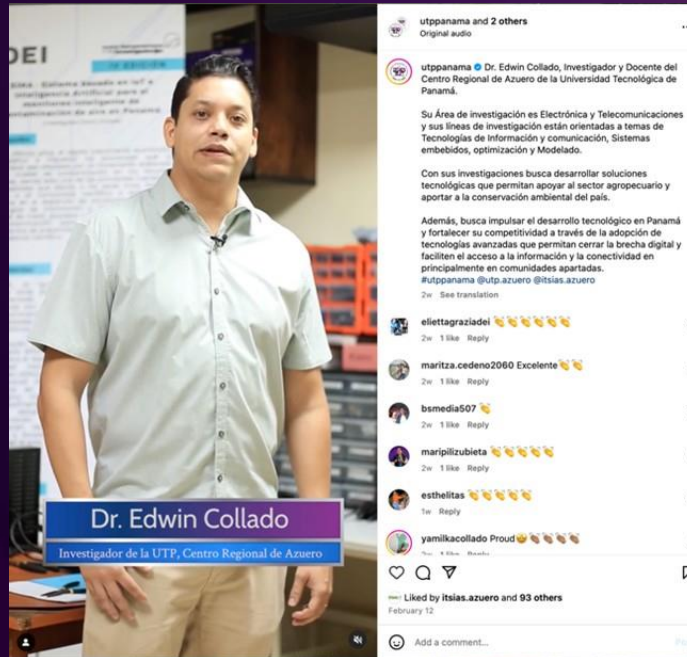 DEI
IV EDICIÓN
utppanama and 2 others
Original audio
utppanama Dr. Edwin Collado, Investigador y Docente del
Centro Regional de Azuero de la Universidad Tecnológica de
Panamá.
Su Área de investigación es Electrónica y Telecomunicaciones
y sus líneas de investigación están orientadas a temas de
Tecnologías de Información y comunicación, Sistemas
embebidos, optimización y Modelado.
Con sus investigaciones busca desarrollar soluciones
tecnológicas que permitan apoyar al sector agropecuario y
aportar a la conservación ambiental del país.
Además, busca impulsar el desarrollo tecnológico en Panamá
y fortalecer su competitividad a través de la adopción de
tecnologías avanzadas que permitan cerrar la brecha digital y
faciliten el acceso a la información y la conectividad en
principalmente en comunidades apartadas.
#utppanama @utp.azuero @itsias.azuero
2w See translation
eliettagraziadei 👏👏👏👏👏👏
2w 1 like Reply
maritza.cedeno2060 Excelente👏👏
2w 1 like Reply
bsmedia507 👏
2w 1 like Reply
maripilizubieta 👏👏👏👏👏
2w 1 like Reply
esthelitas 👏👏👏👏👏
1w Reply
yamilkacollado Proud🤩👏🏽👏🏽👏🏽👏🏽
2w 1 like Reply
Liked by itsias.azuero and 93 others
February 12
Add a comment...
Dr. Edwin Collado
Investigador de la UTP, Centro Regional de Azuero